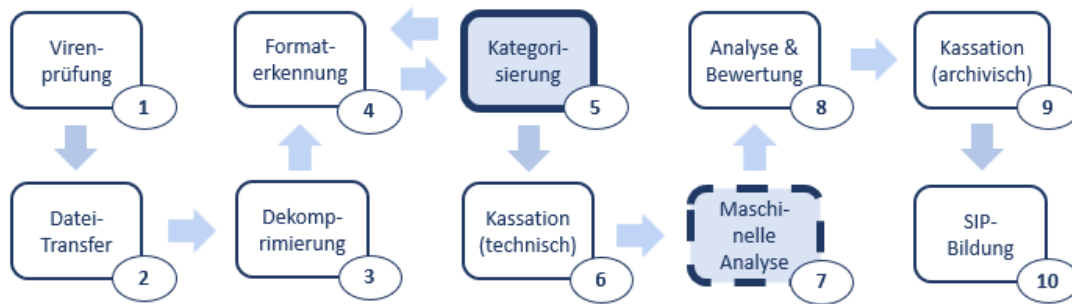 Viren-
prüfung
1
Datei-
Transfer
2
Dekomp-
rimierung
3
Format-
erkennung
4
Kategori-
sierung
5
Kassation
(technisch)
6
Maschi-
nelle
Analyse
7
Analyse &
Bewertung
8
Kassation
(archivisch)
9
SIP-
Bildung
10